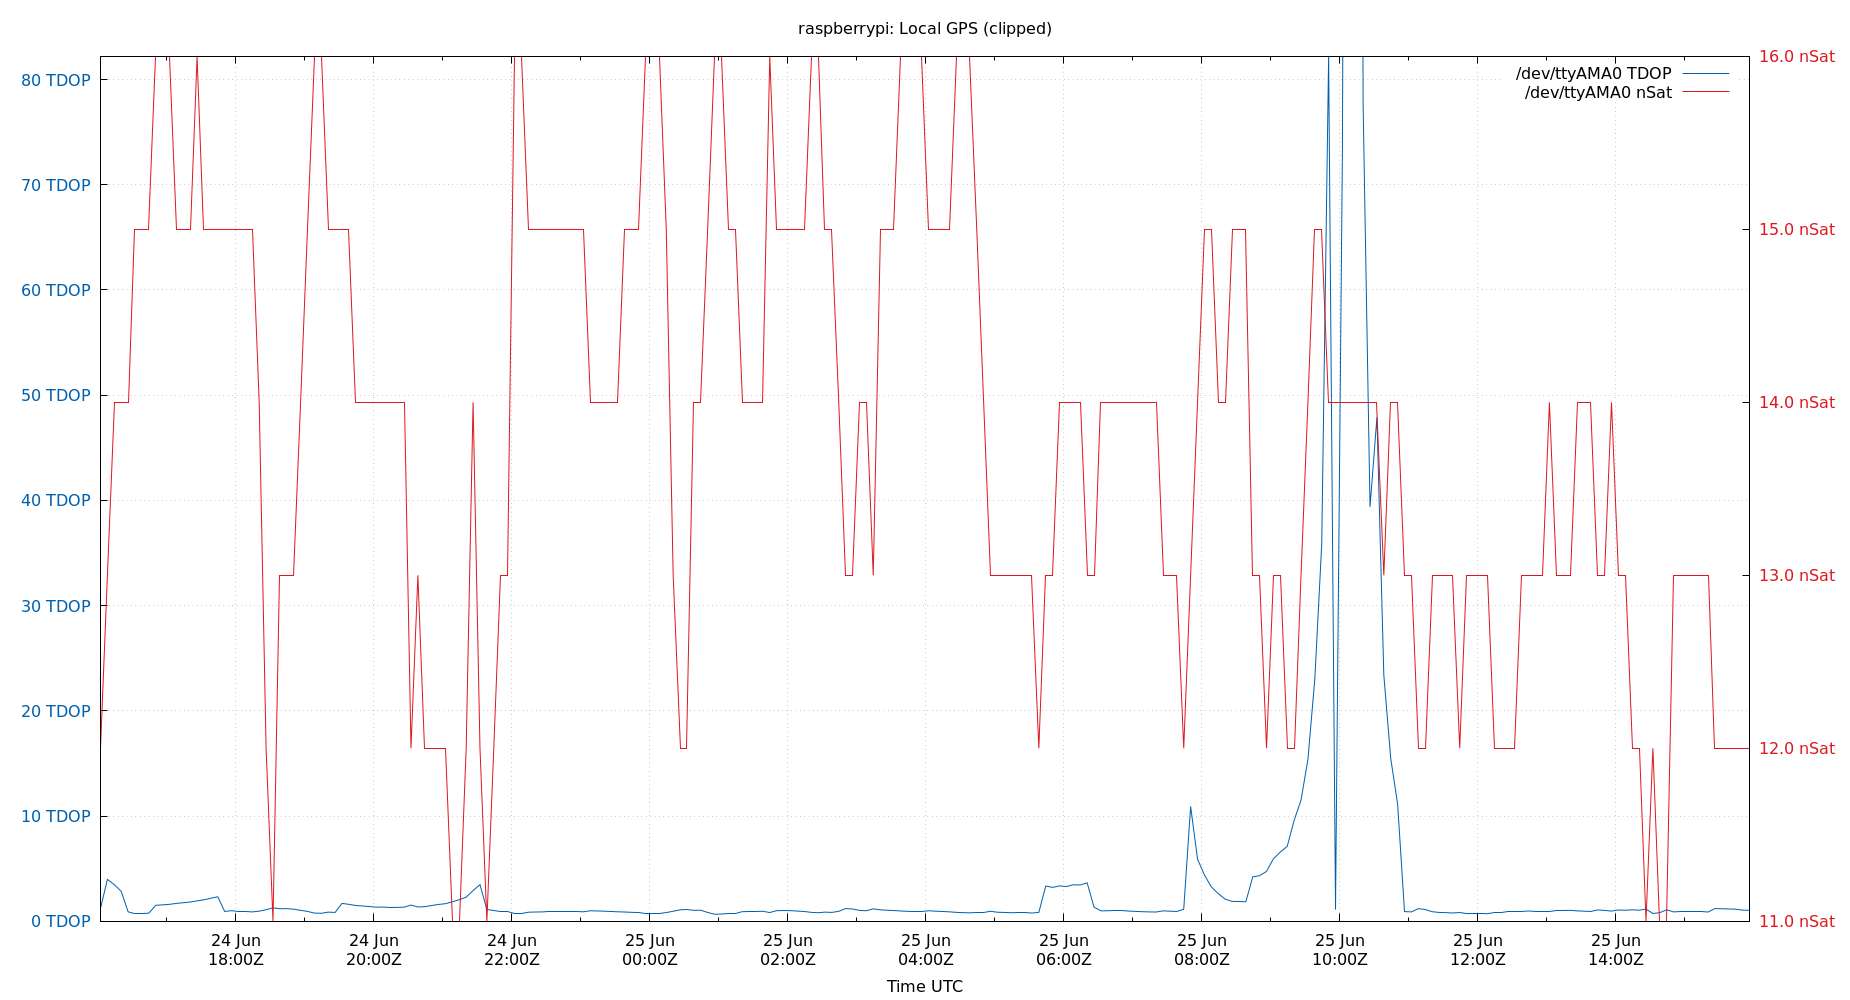 raspberrypi: Local GPS (clipped)
80 TDOP
70 TDOP
60 TDOP
50 TDOP
40 TDOP
30 TDOP
20 TDOP
10 TDOP
0 TDOP
/dev/ttyAMA0 TDOP
/dev/ttyAMA0 nSat
16.0 nSat
15.0 nSat
14.0 nSat
13.0 nSat
12.0 nSat
11.0 nSat
24 Jun
18:00Z
24 Jun
20:00Z
24 Jun
22:00Z
25 Jun
00:00Z
25 Jun
02:00Z
25 Jun
04:00Z
25 Jun
06:00Z
25 Jun
08:00Z
25 Jun
10:00Z
25 Jun
12:00Z
25 Jun
14:00Z
Time UTC